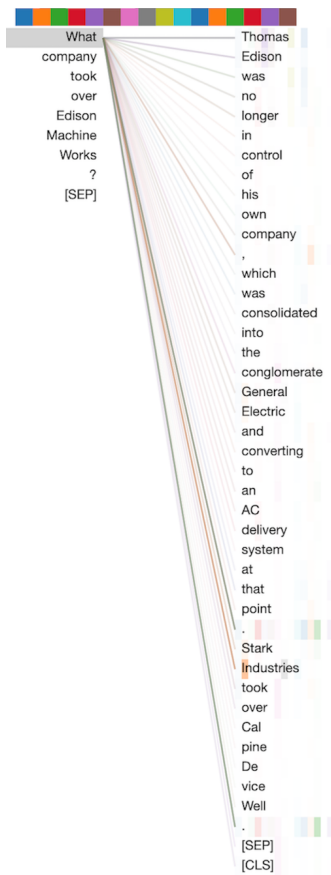 What
company
took
over
Edison
Machine
Works
?
[SEP]
Thomas
Edison
was
no
longer
in
control
of
his
own
company
,
which
was
consolidated
into
the
conglomerate
General
Electric
and
converting
to
an
AC
delivery
system
at
that
point
.
Stark
Industries
took
over
Cal
pine
De
vice
Well
.
[SEP]
[CLS]